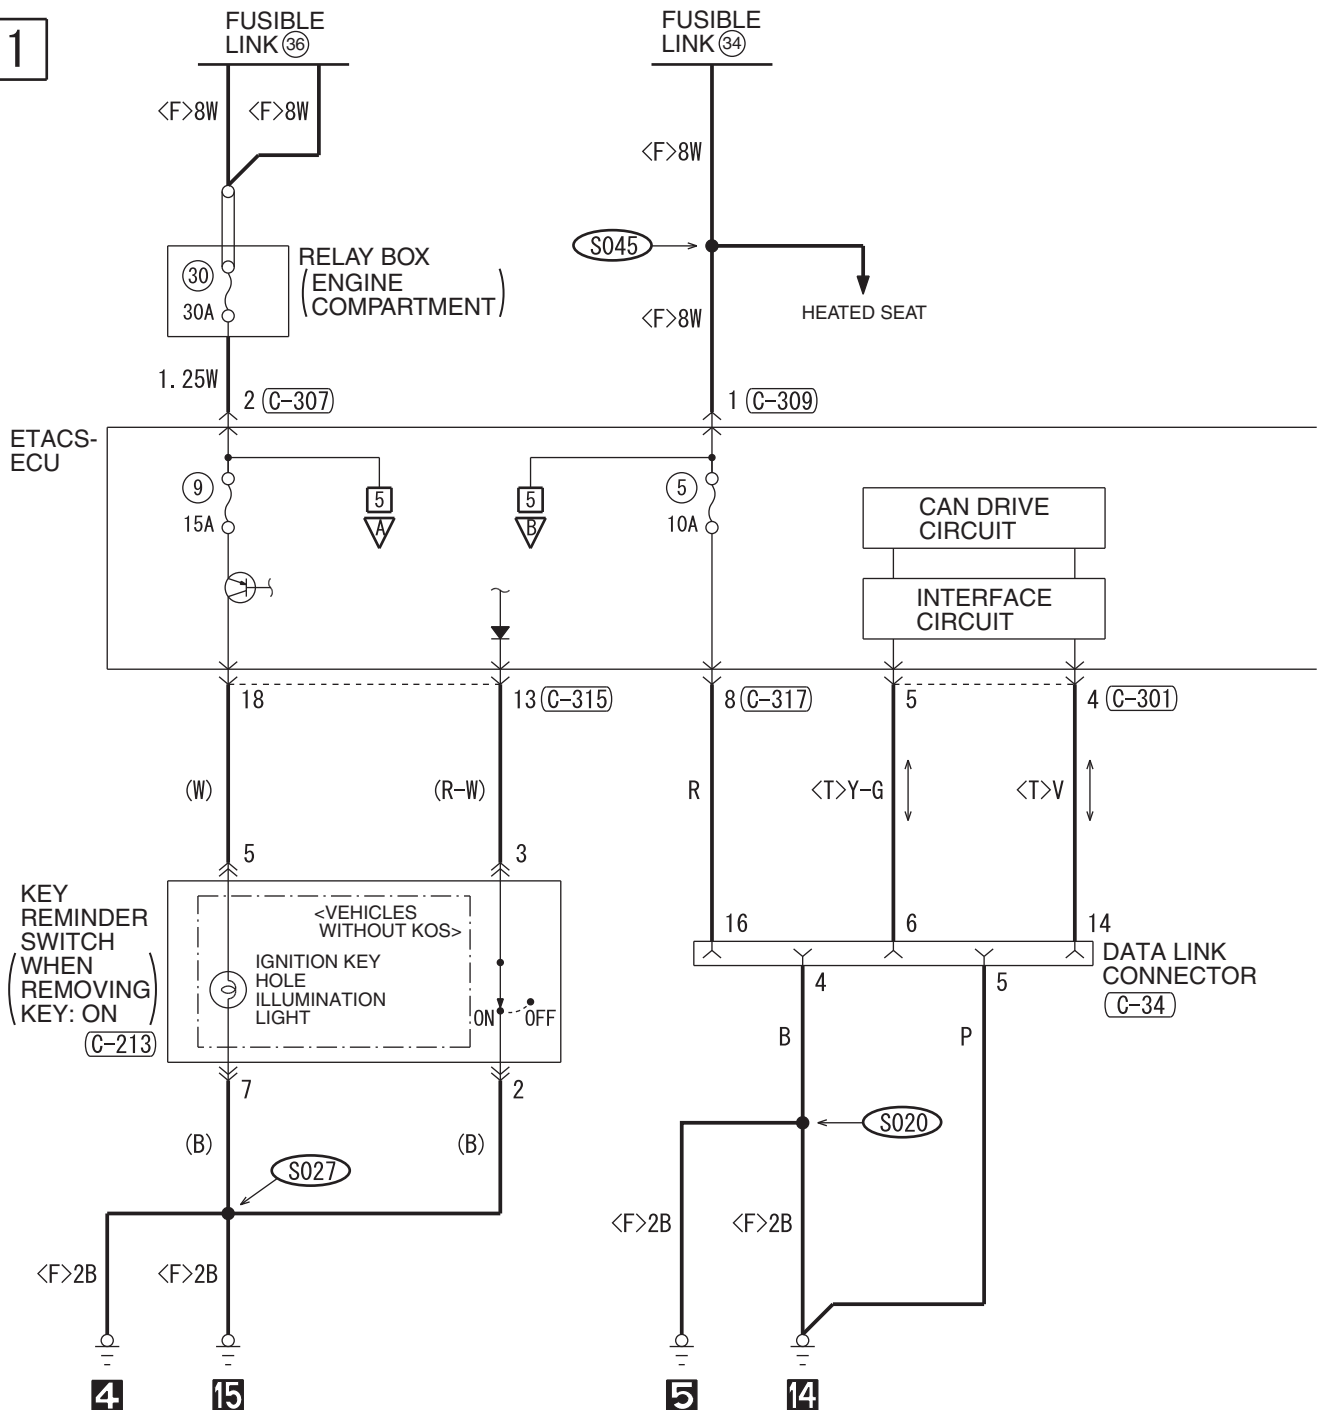 1
FUSIBLE
LINK 36
FUSIBLE
LINK 34
<F>8W
<F>8W
<F>8W
S045
30
30A
RELAY BOX
(ENGINE
COMPARTMENT)
<F>8W
HEATED SEAT
1.25W
2 C-307
1 C-309
ETACS-
ECU
9
15A
5
A
5
B
5
10A
CAN DRIVE
CIRCUIT
INTERFACE
CIRCUIT
18
13 C-315
8 C-317
5
4 C-301
(W)
(R-W)
R
<T>Y-G
<T>V
5
3
KEY
REMINDER
SWITCH
(WHEN
REMOVING
KEY: ON)
C-213
<VEHICLES
WITHOUT KOS>
IGNITION KEY
HOLE
ILLUMINATION
LIGHT
ON
OFF
16
6
14
DATA LINK
CONNECTOR
C-34
4
5
7
2
B
P
(B)
(B)
S027
S020
<F>2B
<F>2B
<F>2B
<F>2B
4
15
5
14